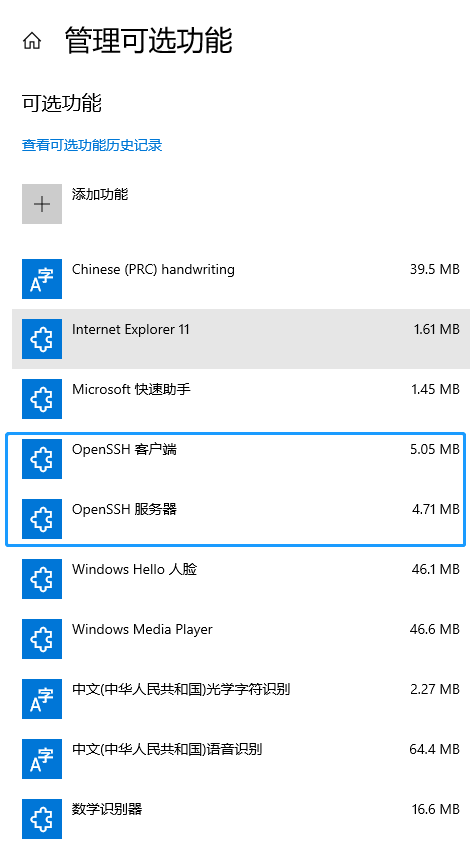 管理可选功能
可选功能
查看可选功能历史记录
添加功能
Chinese (PRC) handwriting 39.5 MB
Internet Explorer 11 1.61 MB
Microsoft 快速助手 1.45 MB
OpenSSH 客户端 5.05 MB
OpenSSH 服务器 4.71 MB
Windows Hello 人脸 46.1 MB
Windows Media Player 46.6 MB
中文(中华人民共和国)光学字符识别 2.27 MB
中文(中华人民共和国)语音识别 64.4 MB
数学识别器 16.6 MB